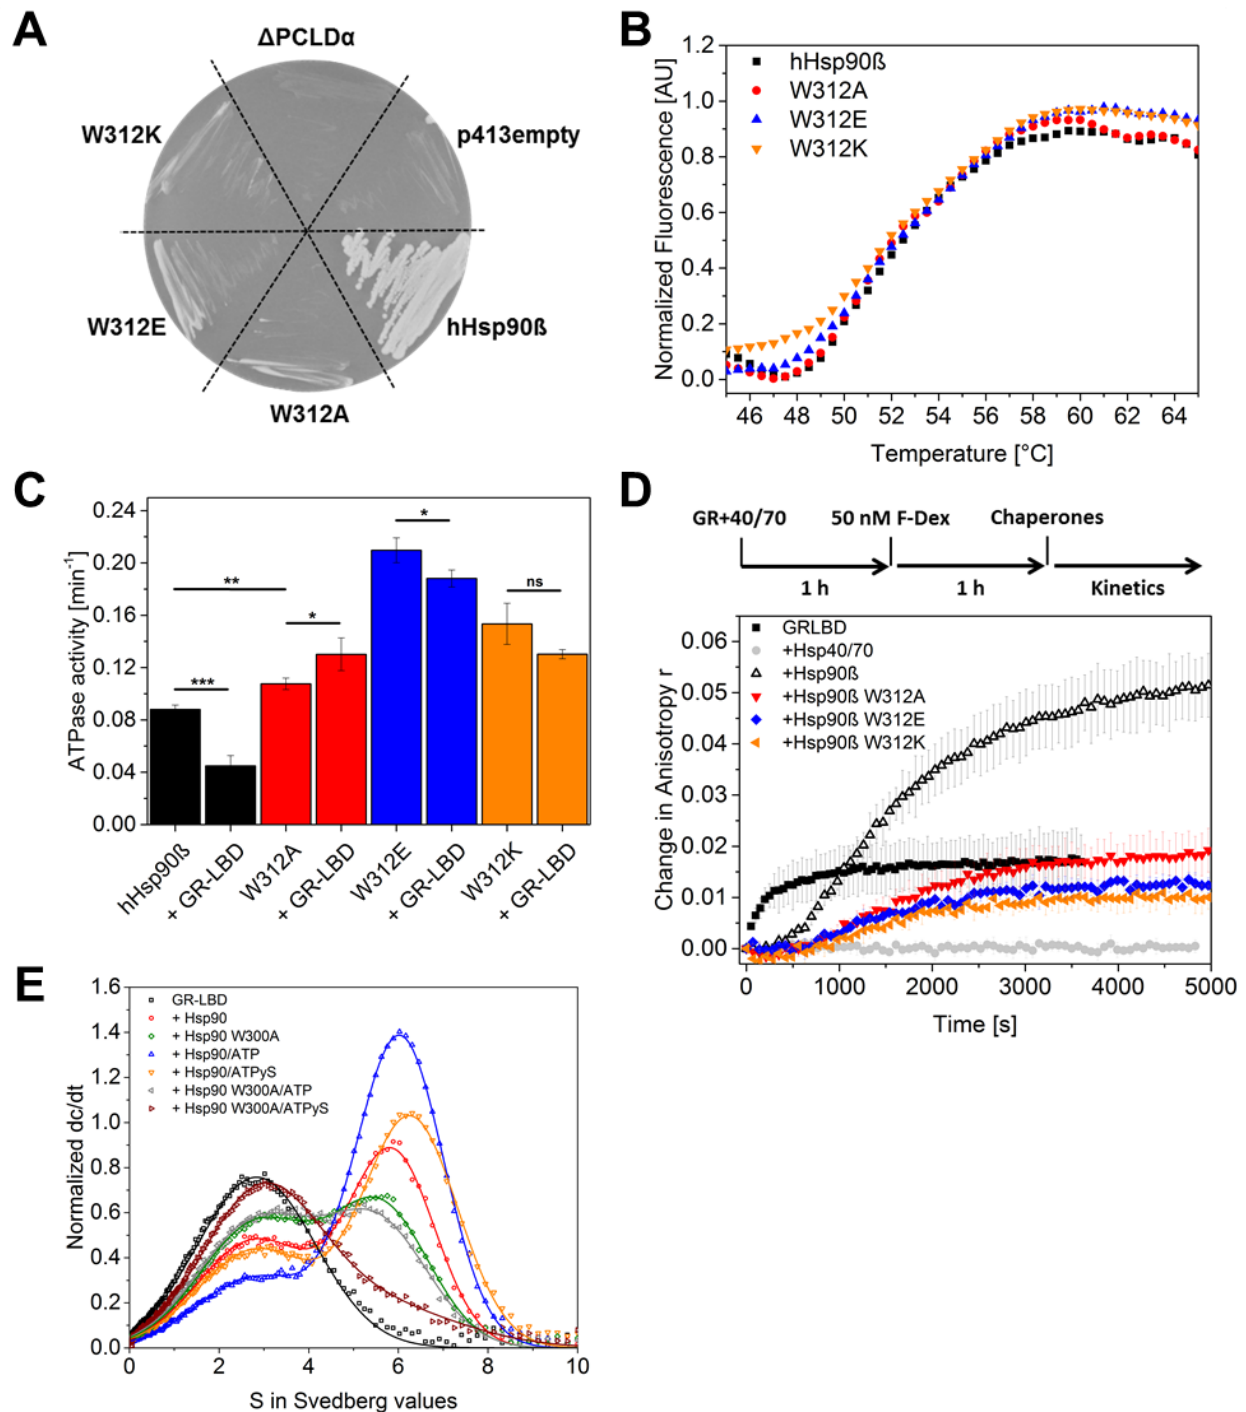 A
ΔPCLDα
W312K
p413empty
W312E
hHsp90ß
W312A
B
Normalized Fluorescence [AU]
1.2
1.0
0.8
0.6
0.4
0.2
0.0
hHsp90ß
W312A
W312E
W312K
46 48 50 52 54 56 58 60 62 64
Temperature [°C]
C
ATPase activity [min⁻¹]
0.24
0.20
0.16
0.12
0.08
0.04
0.00
***
**
*
*
ns
hHsp90ß
+ GR-LBD
W312A
+ GR-LBD
W312E
+ GR-LBD
W312K
+ GR-LBD
D
GR+40/70 50 nM F-Dex Chaperones
1 h 1 h Kinetics
Change in Anisotropy r
0.06
0.05
0.04
0.03
0.02
0.01
0.00
GRLBD
+Hsp40/70
+Hsp90ß
+Hsp90ß W312A
+Hsp90ß W312E
+Hsp90ß W312K
0 1000 2000 3000 4000 5000
Time [s]
E
Normalized dc/dt
1.6
1.4
1.2
1.0
0.8
0.6
0.4
0.2
0.0
GR-LBD
+ Hsp90
+ Hsp90 W300A
+ Hsp90/ATP
+ Hsp90/ATPyS
+ Hsp90 W300A/ATP
+ Hsp90 W300A/ATPyS
0 2 4 6 8 10
S in Svedberg values